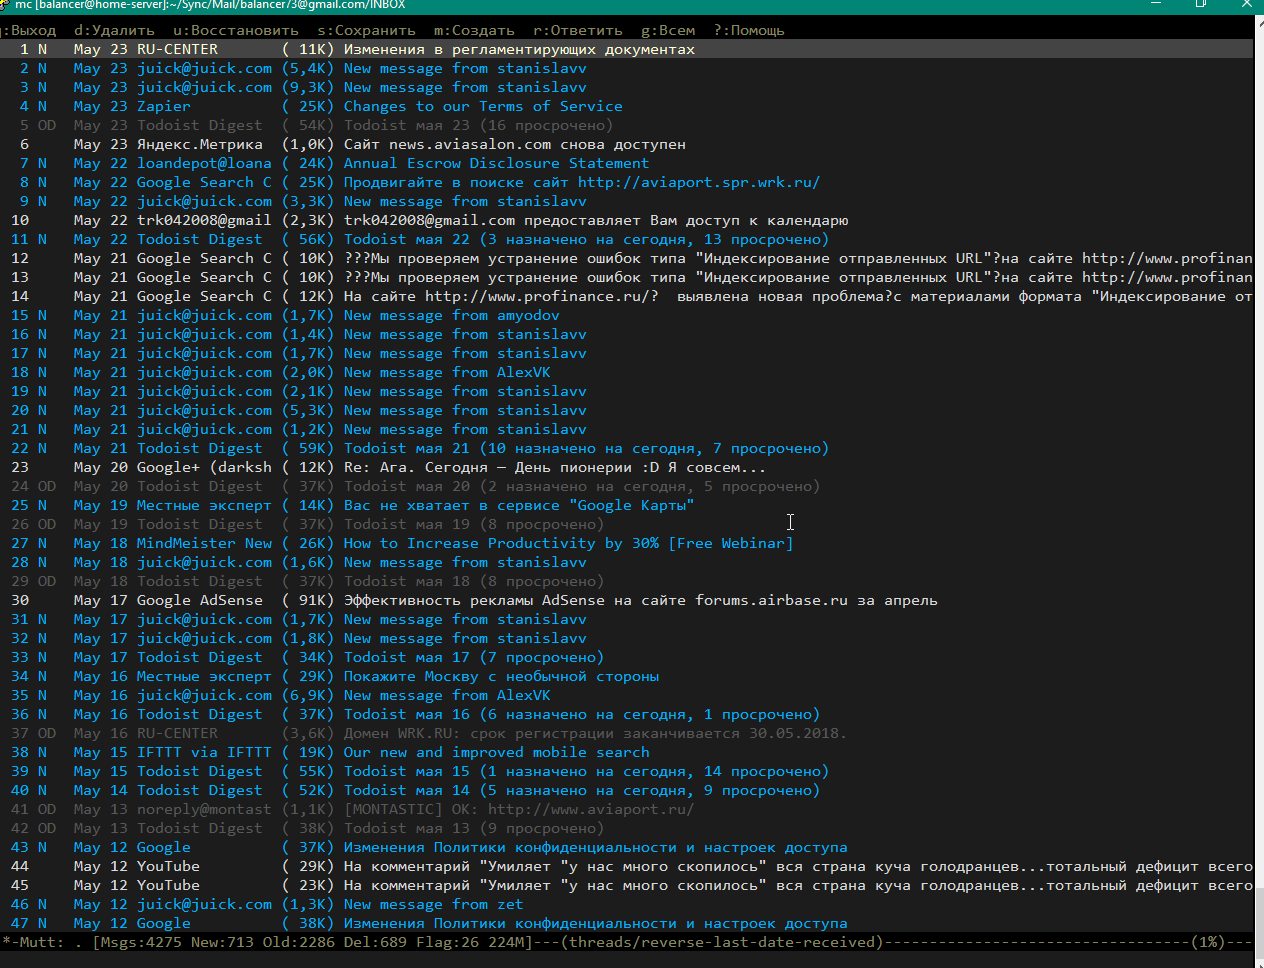 mc [balancer@home-server]:~/Sync/Mail/balancer73@gmail.com/INBOX
:Выход  d:Удалить  u:Восстановить  s:Сохранить  m:Создать  r:Ответить  g:Всем  ?:Помощь
1 N   May 23 RU-CENTER       ( 11K) Изменения в регламентирующих документах
2 N   May 23 juick@juick.com (5,4K) New message from stanislavv
3 N   May 23 juick@juick.com (9,3K) New message from stanislavv
4 N   May 23 Zapier          ( 25K) Changes to our Terms of Service
5 OD  May 23 Todoist Digest  ( 54K) Todoist мая 23 (16 просрочено)
6     May 23 Яндекс.Метрика  (1,0K) Сайт news.aviasalon.com снова доступен
7 N   May 22 loandepot@loana ( 24K) Annual Escrow Disclosure Statement
8 N   May 22 Google Search C ( 25K) Продвигайте в поиске сайт http://aviaport.spr.wrk.ru/
9 N   May 22 juick@juick.com (3,3K) New message from stanislavv
10     May 22 trk042008@gmail (2,3K) trk042008@gmail.com предоставляет Вам доступ к календарю
11 N   May 22 Todoist Digest  ( 56K) Todoist мая 22 (3 назначено на сегодня, 13 просрочено)
12     May 21 Google Search C ( 10K) ???Мы проверяем устранение ошибок типа "Индексирование отправленных URL"?на сайте http://www.profinan
13     May 21 Google Search C ( 10K) ???Мы проверяем устранение ошибок типа "Индексирование отправленных URL"?на сайте http://www.profinan
14     May 21 Google Search C ( 12K) На сайте http://www.profinance.ru/?  выявлена новая проблема?с материалами формата "Индексирование от
15 N   May 21 juick@juick.com (1,7K) New message from amyodov
16 N   May 21 juick@juick.com (1,4K) New message from stanislavv
17 N   May 21 juick@juick.com (1,7K) New message from stanislavv
18 N   May 21 juick@juick.com (2,0K) New message from AlexVK
19 N   May 21 juick@juick.com (2,1K) New message from stanislavv
20 N   May 21 juick@juick.com (5,3K) New message from stanislavv
21 N   May 21 juick@juick.com (1,2K) New message from stanislavv
22 N   May 21 Todoist Digest  ( 59K) Todoist мая 21 (10 назначено на сегодня, 7 просрочено)
23     May 20 Google+ (darksh ( 12K) Re: Ага. Сегодня — День пионерии :D Я совсем...
24 OD  May 20 Todoist Digest  ( 37K) Todoist мая 20 (2 назначено на сегодня, 5 просрочено)
25 N   May 19 Местные эксперт ( 14K) Вас не хватает в сервисе "Google Карты"
26 OD  May 19 Todoist Digest  ( 37K) Todoist мая 19 (8 просрочено)
27 N   May 18 MindMeister New ( 26K) How to Increase Productivity by 30% [Free Webinar]
28 N   May 18 juick@juick.com (1,6K) New message from stanislavv
29 OD  May 18 Todoist Digest  ( 37K) Todoist мая 18 (8 просрочено)
30     May 17 Google AdSense  ( 91K) Эффективность рекламы AdSense на сайте forums.airbase.ru за апрель
31 N   May 17 juick@juick.com (1,7K) New message from stanislavv
32 N   May 17 juick@juick.com (1,8K) New message from stanislavv
33 N   May 17 Todoist Digest  ( 34K) Todoist мая 17 (7 просрочено)
34 N   May 16 Местные эксперт ( 29K) Покажите Москву с необычной стороны
35 N   May 16 juick@juick.com (6,9K) New message from AlexVK
36 N   May 16 Todoist Digest  ( 37K) Todoist мая 16 (6 назначено на сегодня, 1 просрочено)
37 OD  May 16 RU-CENTER       (3,6K) Домен WRK.RU: срок регистрации заканчивается 30.05.2018.
38 N   May 15 IFTTT via IFTTT ( 19K) Our new and improved mobile search
39 N   May 15 Todoist Digest  ( 55K) Todoist мая 15 (1 назначено на сегодня, 14 просрочено)
40 N   May 14 Todoist Digest  ( 52K) Todoist мая 14 (5 назначено на сегодня, 9 просрочено)
41 OD  May 13 noreply@montast (1,1K) [MONTASTIC] OK: http://www.aviaport.ru/
42 OD  May 13 Todoist Digest  ( 38K) Todoist мая 13 (9 просрочено)
43 N   May 12 Google          ( 37K) Изменения Политики конфиденциальности и настроек доступа
44     May 12 YouTube         ( 29K) На комментарий "Умиляет "у нас много скопилось" вся страна куча голодранцев...тотальный дефицит всего
45     May 12 YouTube         ( 23K) На комментарий "Умиляет "у нас много скопилось" вся страна куча голодранцев...тотальный дефицит всего
46 N   May 12 juick@juick.com (1,3K) New message from zet
47 N   May 12 Google          ( 38K) Изменения Политики конфиденциальности и настроек доступа
*-Mutt: . [Msgs:4275 New:713 Old:2286 Del:689 Flag:26 224M]---(threads/reverse-last-date-received)----------------------------------(1%)---